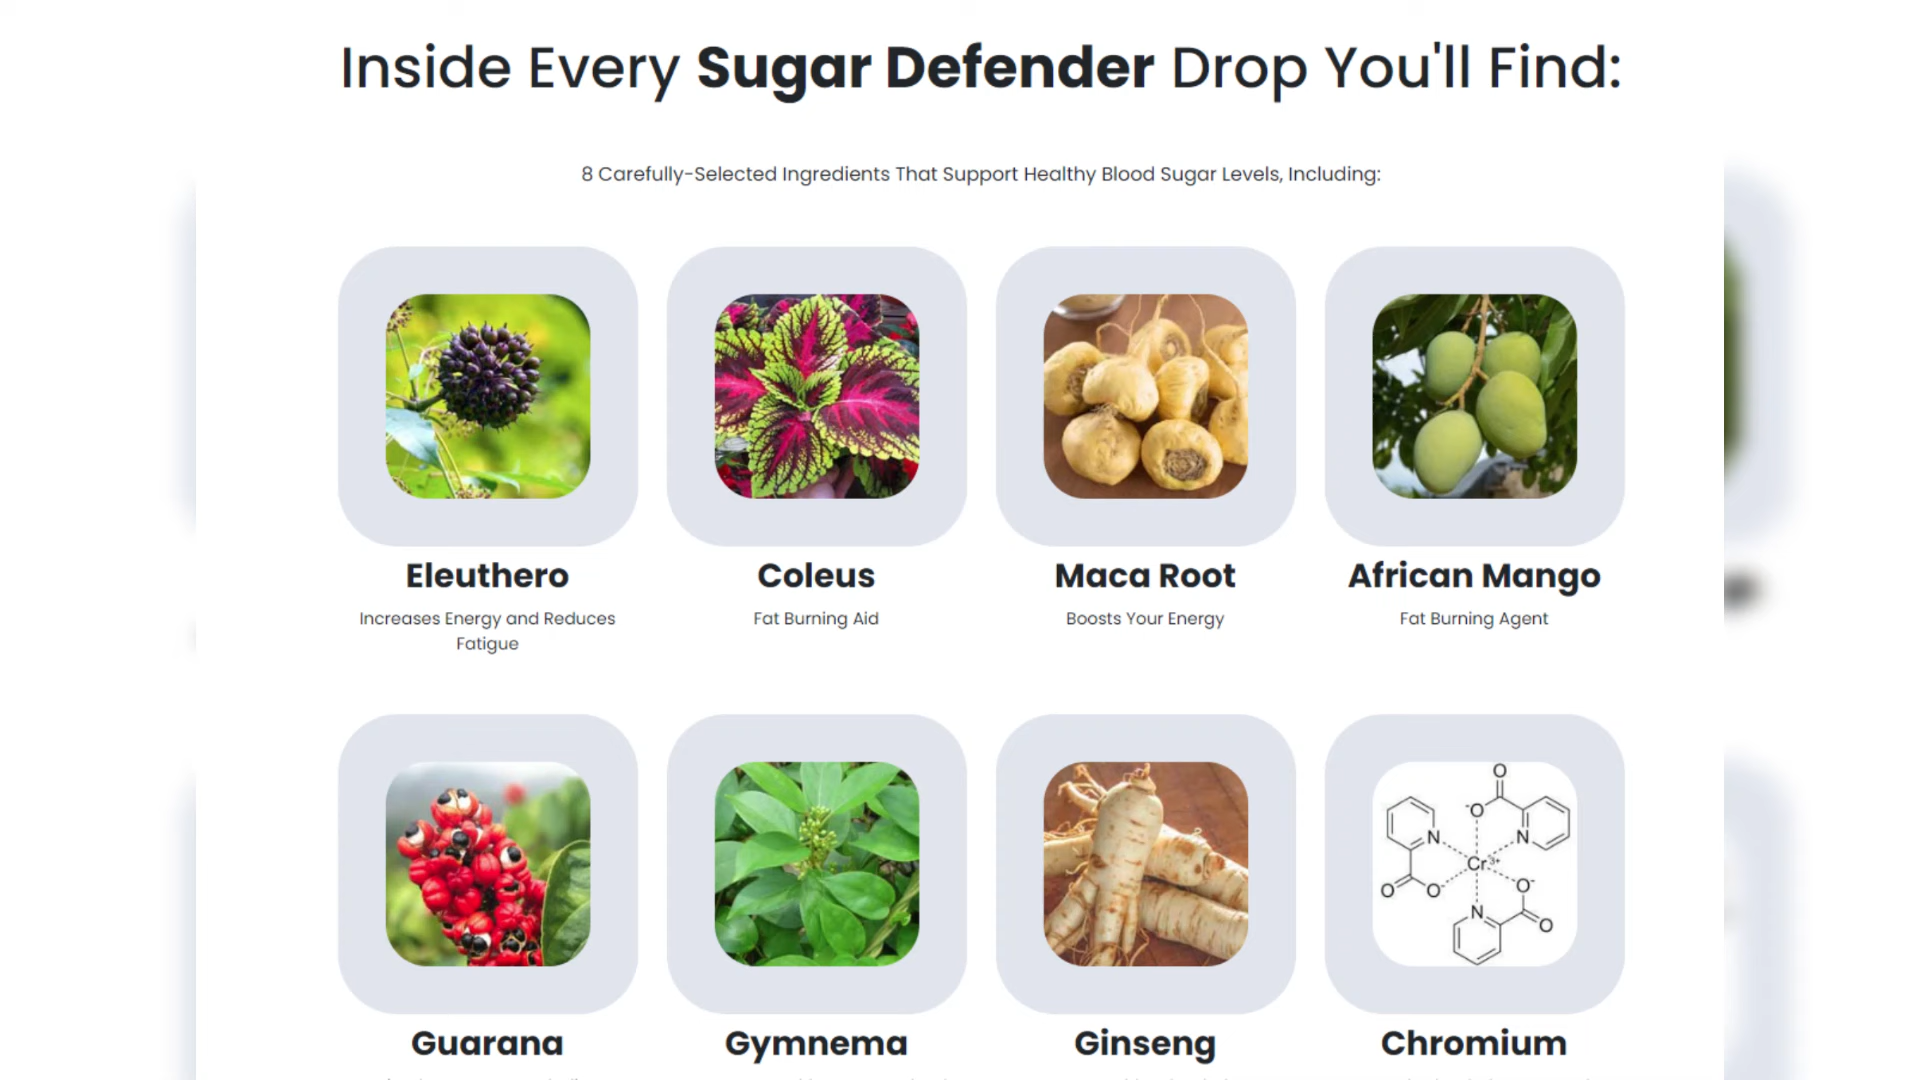 Inside Every Sugar Defender Drop You'll Find:
8 Carefully-Selected Ingredients That Support Healthy Blood Sugar Levels, Including:
Eleuthero
Increases Energy and Reduces
Fatigue
Coleus
Fat Burning Aid
Maca Root
Boosts Your Energy
African Mango
Fat Burning Agent
Guarana
Gymnema
Ginseng
O
-O
N
N
Cr3+
O
O-
O-
N
O
Chromium